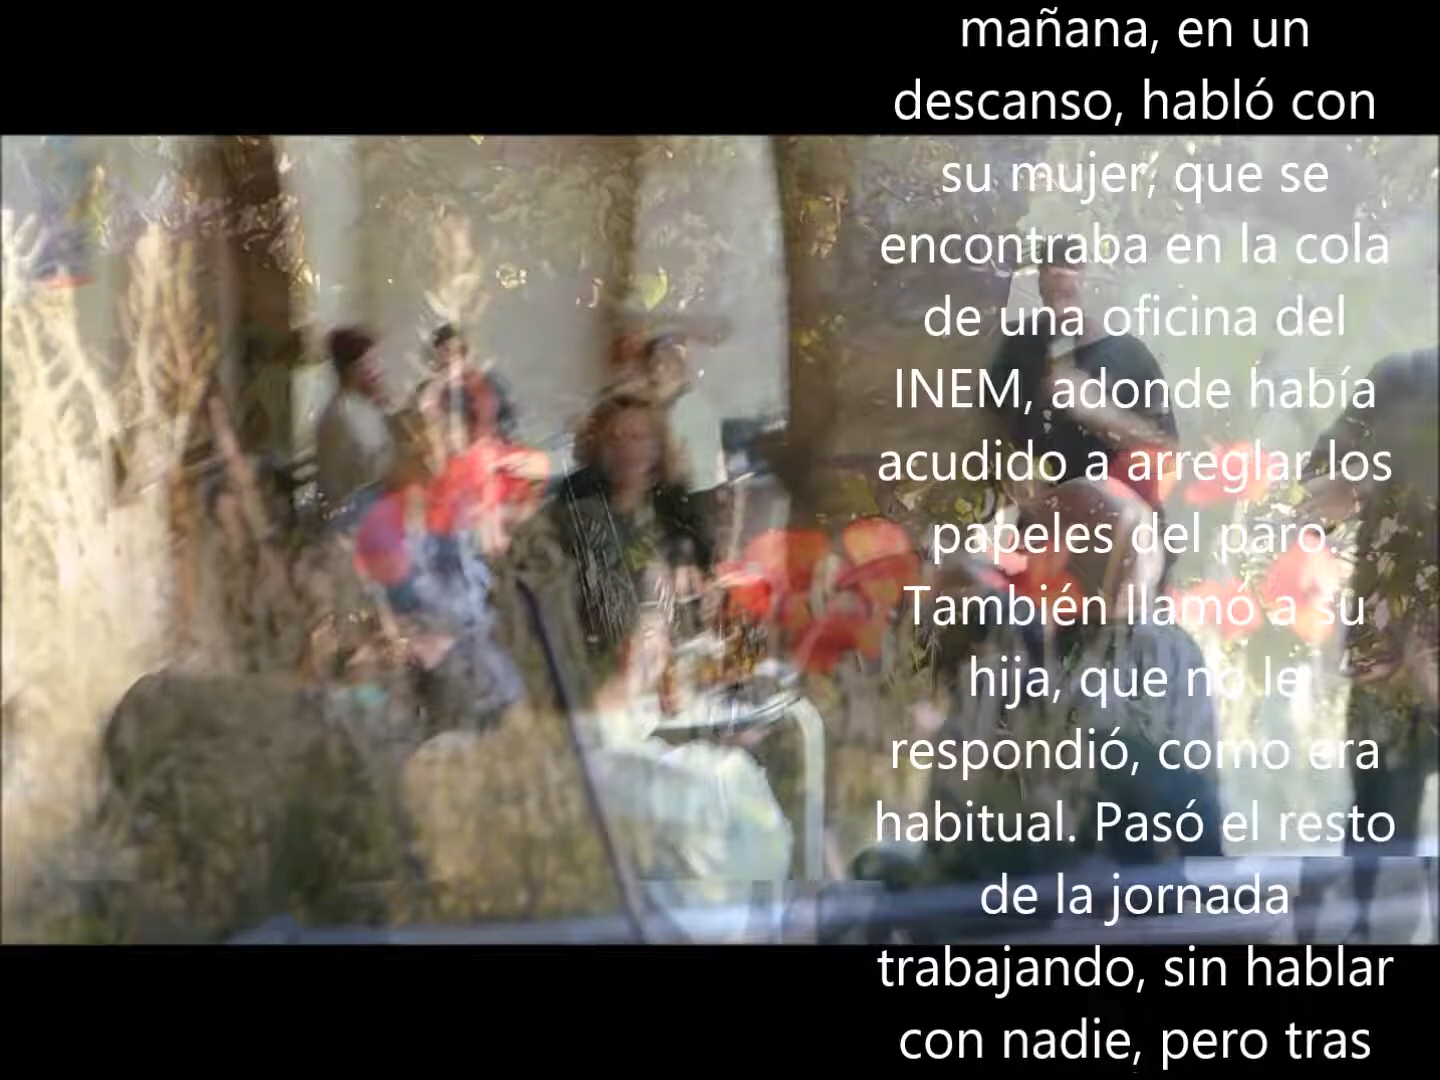 mañana, en un
descanso, habló con
su mujer, que se
encontraba en la cola
de una oficina del
INEM, adonde había
acudido a arreglar los
papeles del paro.
También llamó a su
hija, que no le
respondió, como era
habitual. Pasó el resto
de la jornada
trabajando, sin hablar
con nadie, pero tras